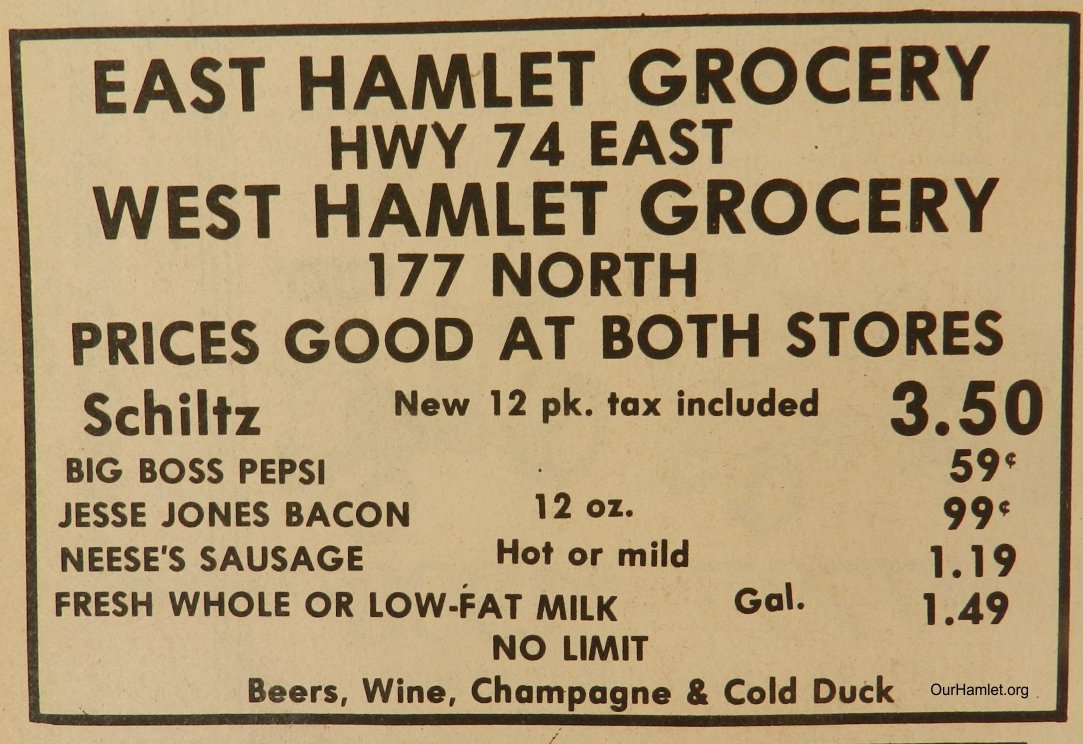 EAST HAMLET GROCERY
HWY 74 EAST
WEST HAMLET GROCERY
177 NORTH
PRICES GOOD AT BOTH STORES
Schiltz New 12 pk. tax included 3.50
BIG BOSS PEPSI 59¢
JESSE JONES BACON 12 oz. 99¢
NEESE'S SAUSAGE Hot or mild 1.19
FRESH WHOLE OR LOW-FAT MILK Gal. 1.49
NO LIMIT
Beers, Wine, Champagne & Cold Duck
OurHamlet.org